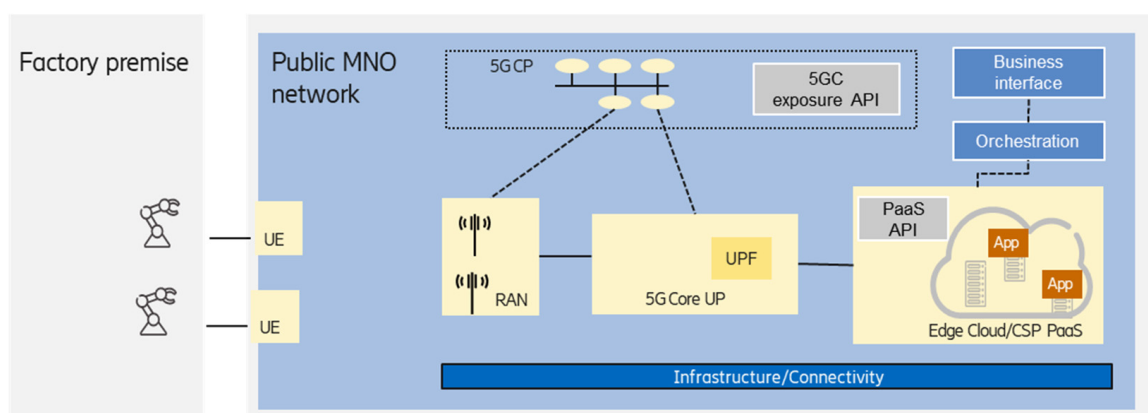 Factory premise
Public MNO
network
5G CP
5GC
exposure API
Business
interface
Orchestration
UE
UE
RAN
UPF
5G Core UP
PaaS
API
App
App
Edge Cloud/CSP PaaS
Infrastructure/Connectivity